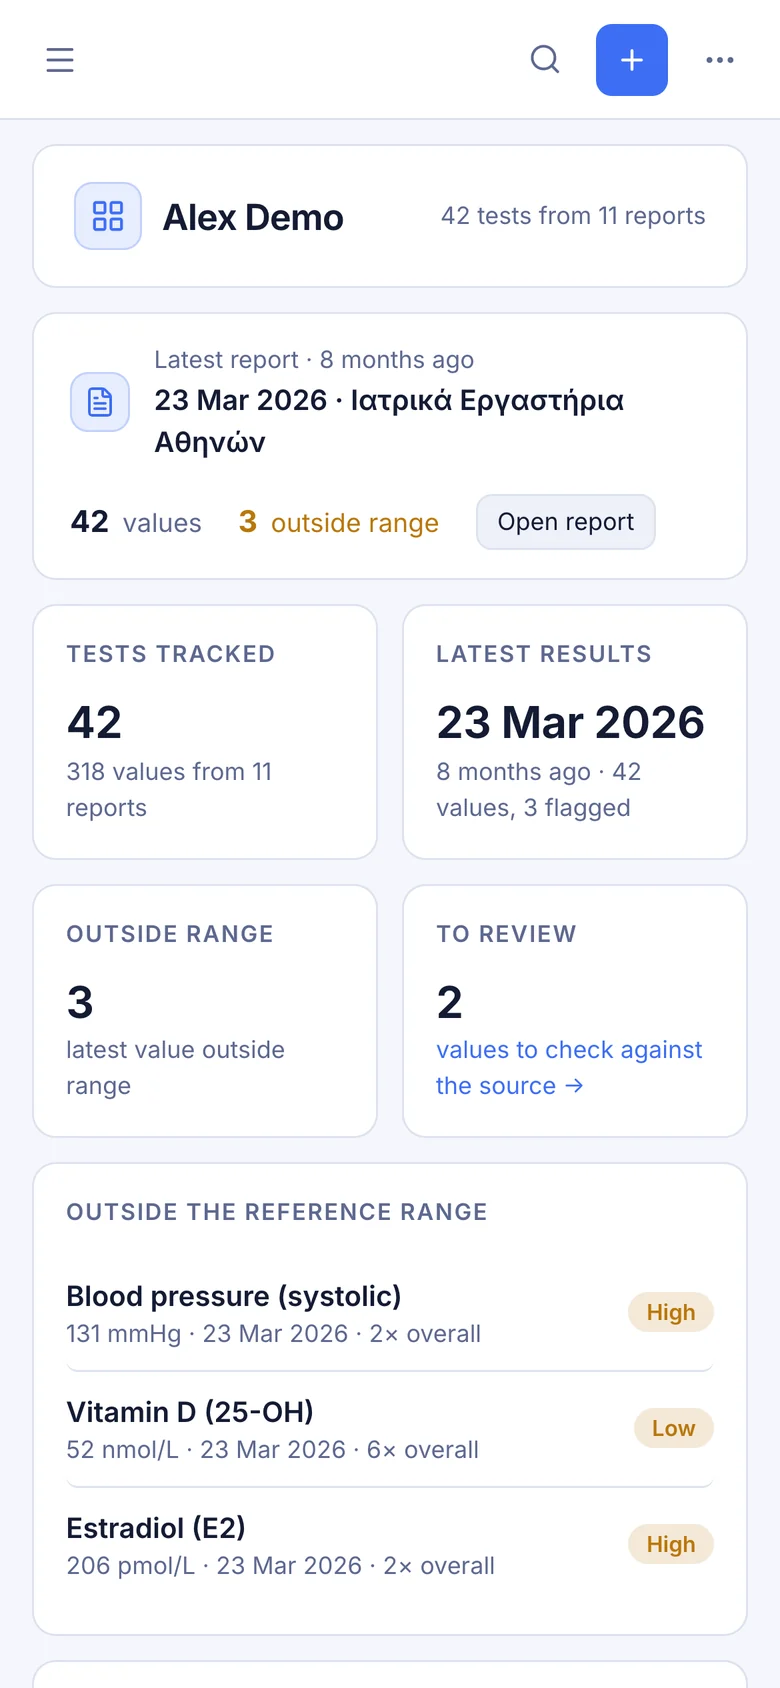 Alex Demo
42 tests from 11 reports
Latest report · 8 months ago
23 Mar 2026 · Ιατρικά Εργαστήρια
Αθηνών
42 values
3 outside range
Open report
TESTS TRACKED
42
318 values from 11
reports
LATEST RESULTS
23 Mar 2026
8 months ago · 42
values, 3 flagged
OUTSIDE RANGE
3
latest value outside
range
TO REVIEW
2
values to check against
the source →
OUTSIDE THE REFERENCE RANGE
Blood pressure (systolic)
131 mmHg · 23 Mar 2026 · 2× overall
High
Vitamin D (25-OH)
52 nmol/L · 23 Mar 2026 · 6× overall
Low
Estradiol (E2)
206 pmol/L · 23 Mar 2026 · 2× overall
High